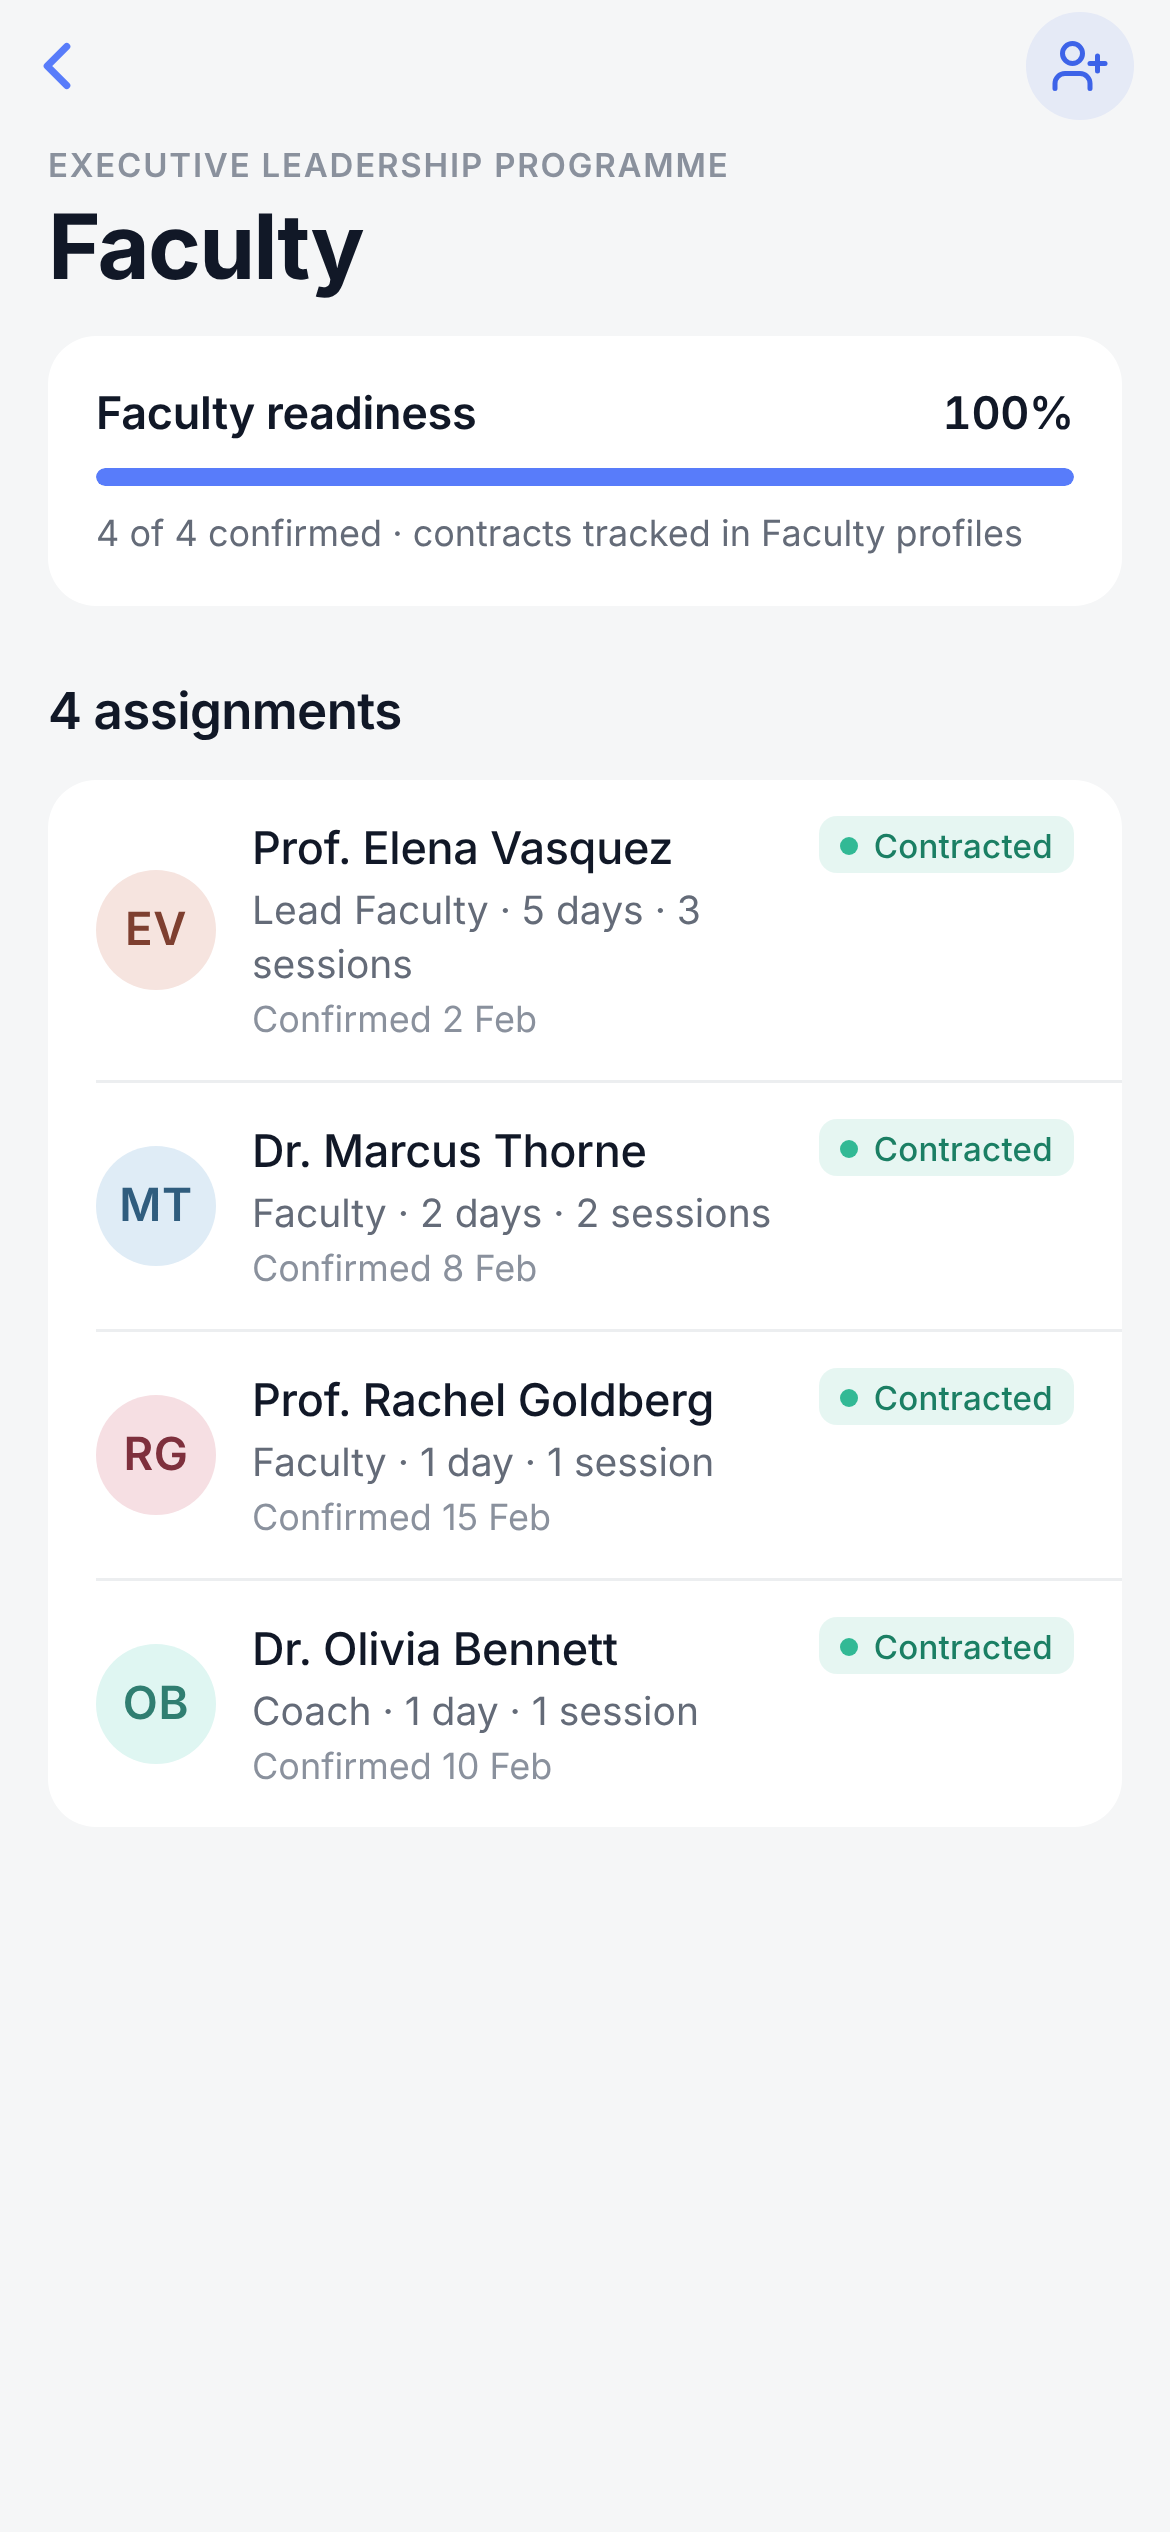 EXECUTIVE LEADERSHIP PROGRAMME
Faculty
Faculty readiness 100%
4 of 4 confirmed · contracts tracked in Faculty profiles
4 assignments
EV
Prof. Elena Vasquez
Contracted
Lead Faculty · 5 days · 3
sessions
Confirmed 2 Feb
MT
Dr. Marcus Thorne
Contracted
Faculty · 2 days · 2 sessions
Confirmed 8 Feb
RG
Prof. Rachel Goldberg
Contracted
Faculty · 1 day · 1 session
Confirmed 15 Feb
OB
Dr. Olivia Bennett
Contracted
Coach · 1 day · 1 session
Confirmed 10 Feb